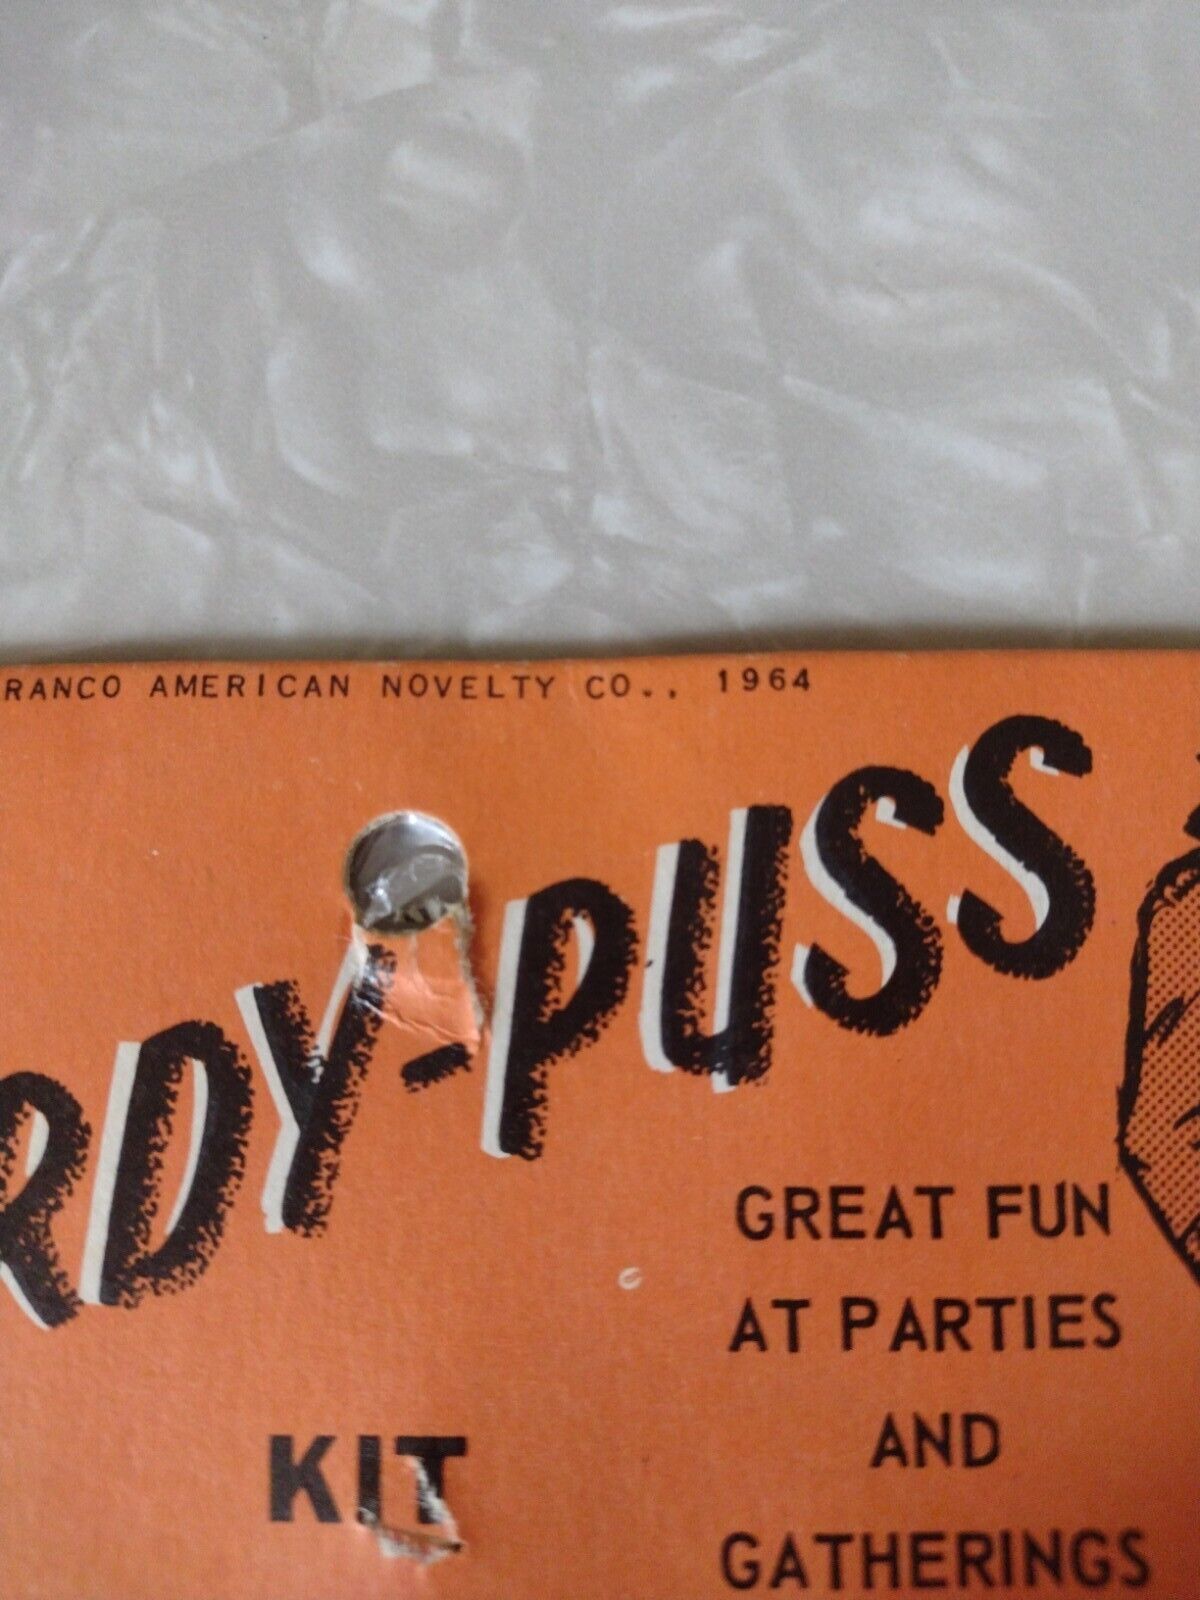 RANCO AMERICAN NOVELTY CO., 1964
RDY-PUSS
KIT
GREAT FUN
AT PARTIES
AND
GATHERINGS